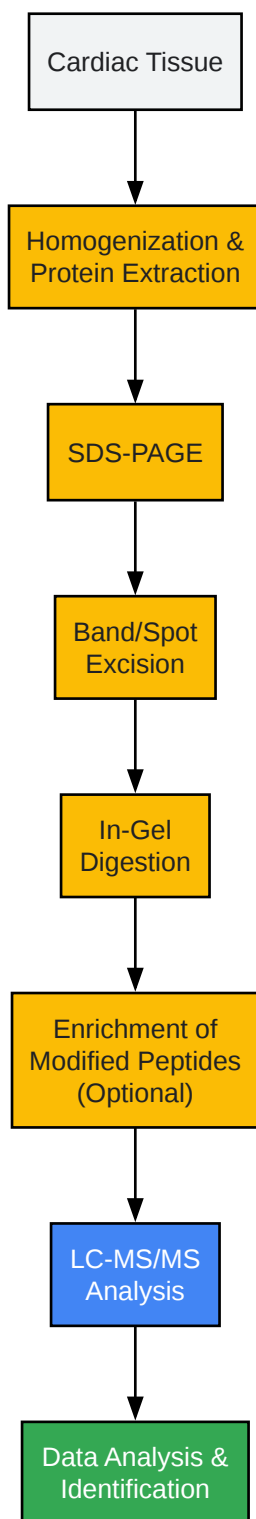 Cardiac Tissue
Homogenization &
Protein Extraction
SDS-PAGE
Band/Spot
Excision
In-Gel
Digestion
Enrichment of
Modified Peptides
(Optional)
LC-MS/MS
Analysis
Data Analysis &
Identification